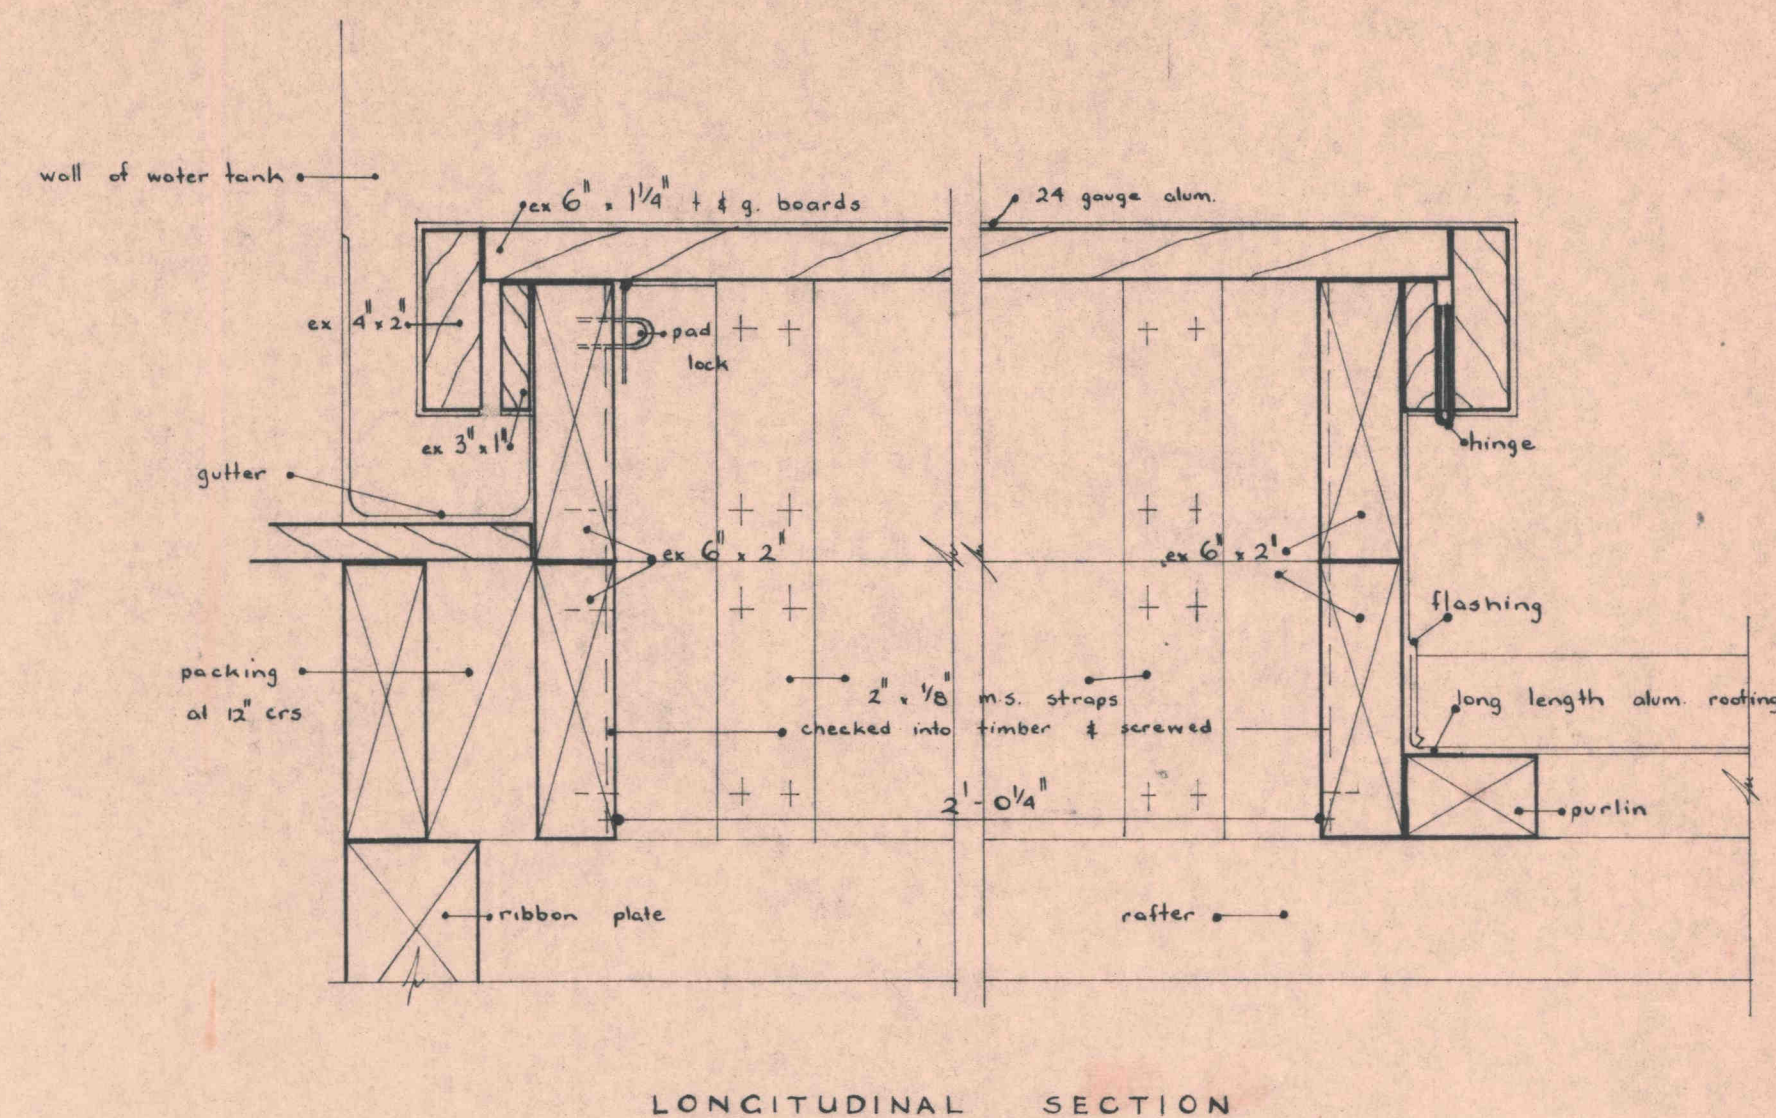 wall of water tank
ex 6" x 1¼" t & g. boards
24 gauge alum.
ex 4" x 2"
pad
lock
ex 3" x 1"
hinge
gutter
ex 6" x 2"
ex 6" x 2'
flashing
packing
at 12" crs
2" x ⅛" m.s. straps
checked into timber & screwed
long length alum. roofing
2' - 0¼"
purlin
ribbon plate
rafter
LONGITUDINAL SECTION